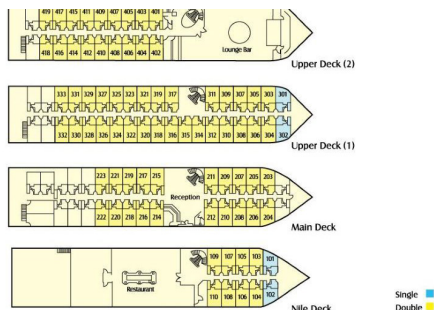 419 417 415 411 409 407 405 403 401
418 416 414 412 410 408 406 404 402
Lounge Bar
Upper Deck (2)
333 331 329 327 325 323 321 319 317 311 309 307 305 303 301
332 330 328 326 324 322 320 318 316 315 314 312 310 308 306 304 302
Upper Deck (1)
223 221 219 217 215 211 209 207 205 203
Reception
222 220 218 216 214 212 210 208 206 204
Main Deck
109 107 105 103 101
Restaurant
110 108 106 104 102
Nile Deck
Single
Double